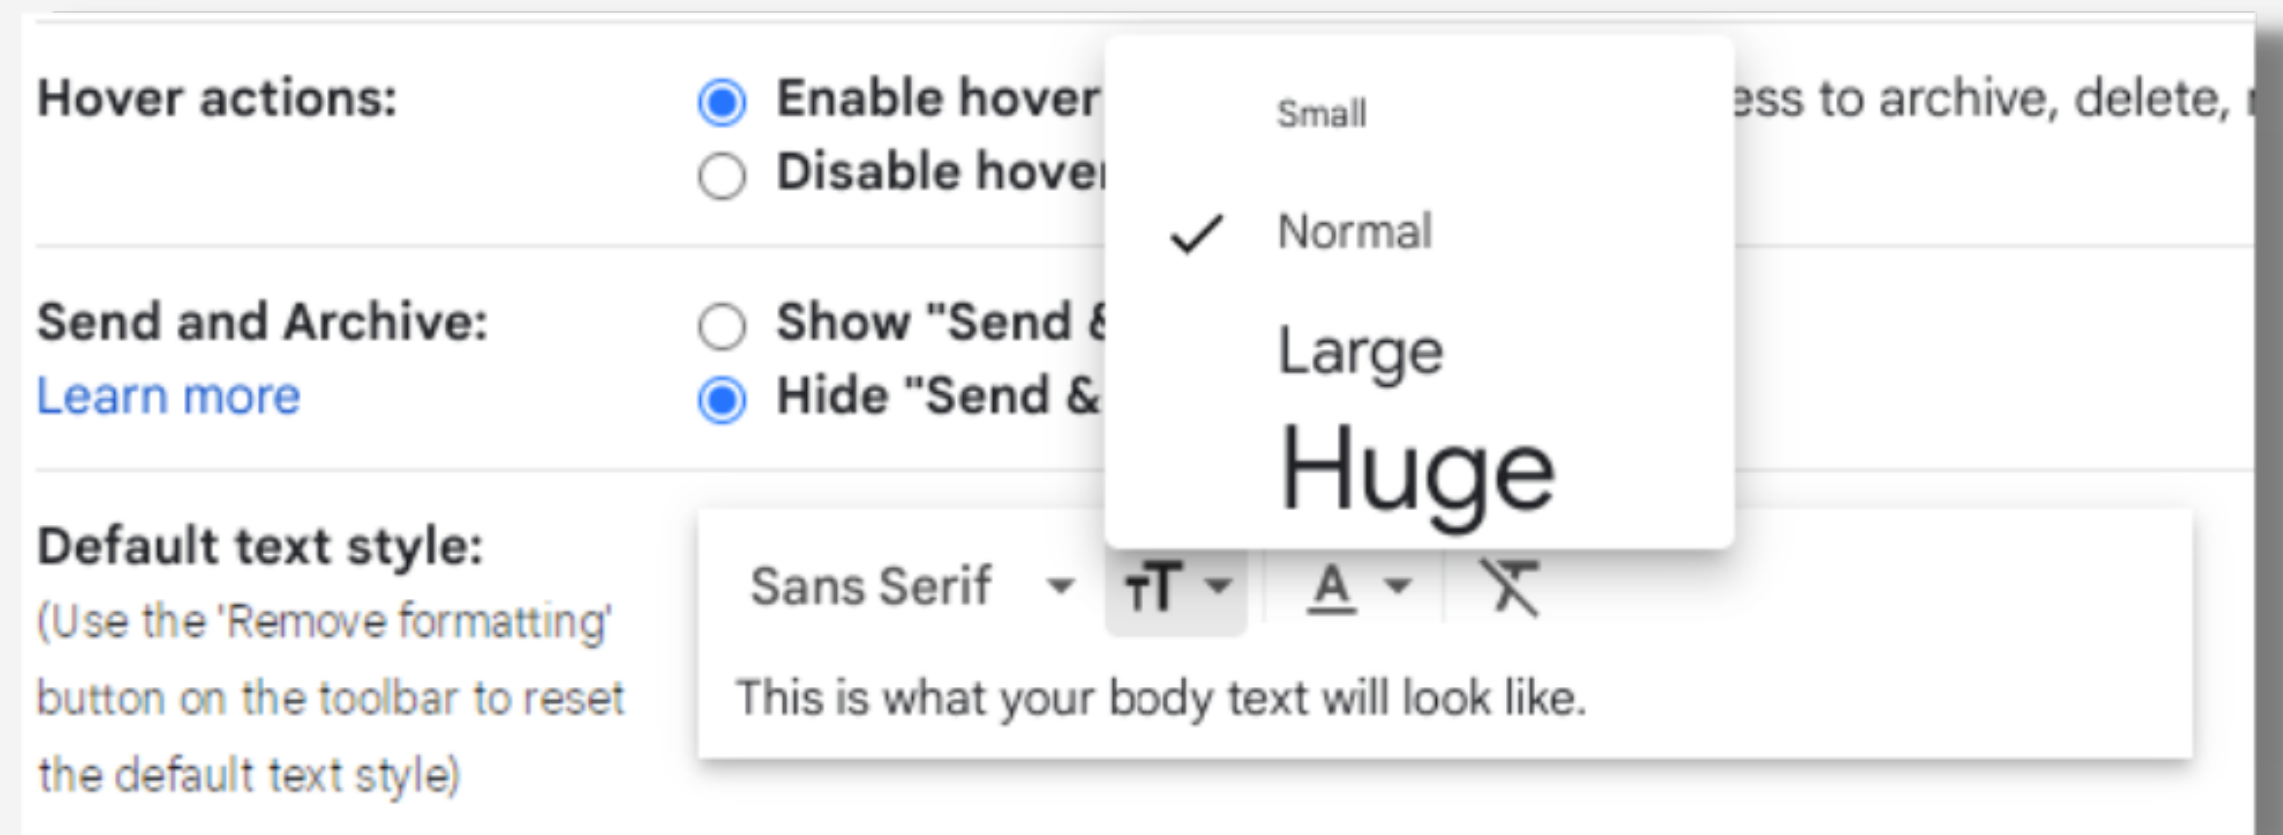 Hover actions:
Enable hover
ess to archive, delete,
Disable hover
Send and Archive:
Learn more
Show "Send &
Hide "Send &
Small
Normal
Large
Huge
Default text style:
(Use the 'Remove formatting'
button on the toolbar to reset
the default text style)
Sans Serif
This is what your body text will look like.